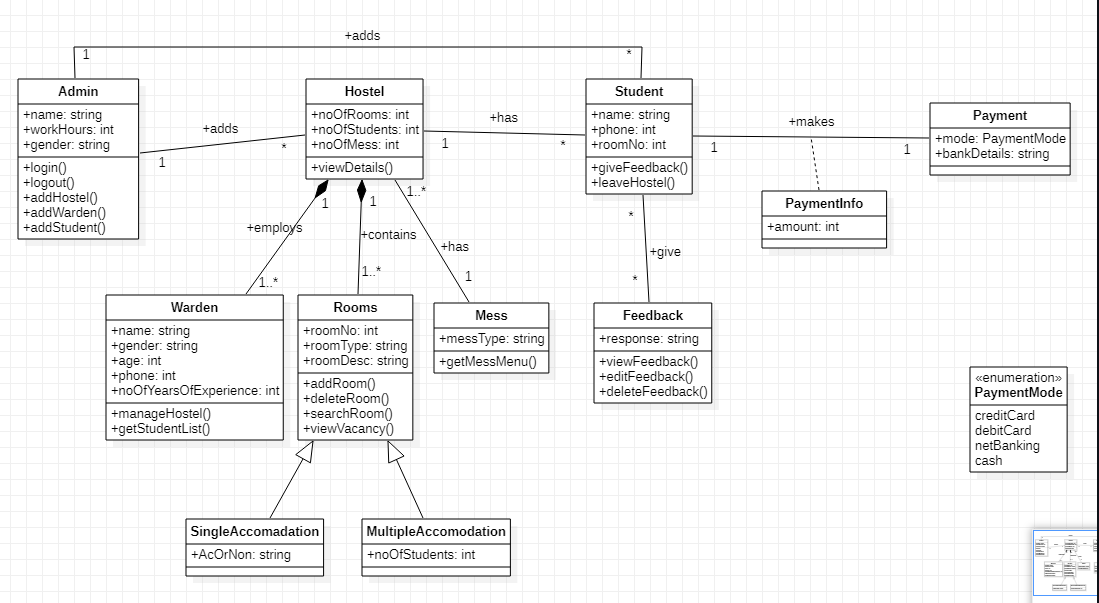 +adds
1
*
Admin
+name: string
+workHours: int
+gender: string
+login()
+logout()
+addHostel()
+addWarden()
+addStudent()
+adds
1
*
Hostel
+noOfRooms: int
+noOfStudents: int
+noOfMess: int
+viewDetails()
+has
1
*
Student
+name: string
+phone: int
+roomNo: int
+giveFeedback()
+leaveHostel()
+makes
1
1
Payment
+mode: PaymentMode
+bankDetails: string
PaymentInfo
+amount: int
1
+employs
1..*
1
+contains
1..*
1..*
+has
1
*
+give
*
Warden
+name: string
+gender: string
+age: int
+phone: int
+noOfYearsOfExperience: int
+manageHostel()
+getStudentList()
Rooms
+roomNo: int
+roomType: string
+roomDesc: string
+addRoom()
+deleteRoom()
+searchRoom()
+viewVacancy()
Mess
+messType: string
+getMessMenu()
Feedback
+response: string
+viewFeedback()
+editFeedback()
+deleteFeedback()
«enumeration»
PaymentMode
creditCard
debitCard
netBanking
cash
SingleAccomadation
+AcOrNon: string
MultipleAccomodation
+noOfStudents: int